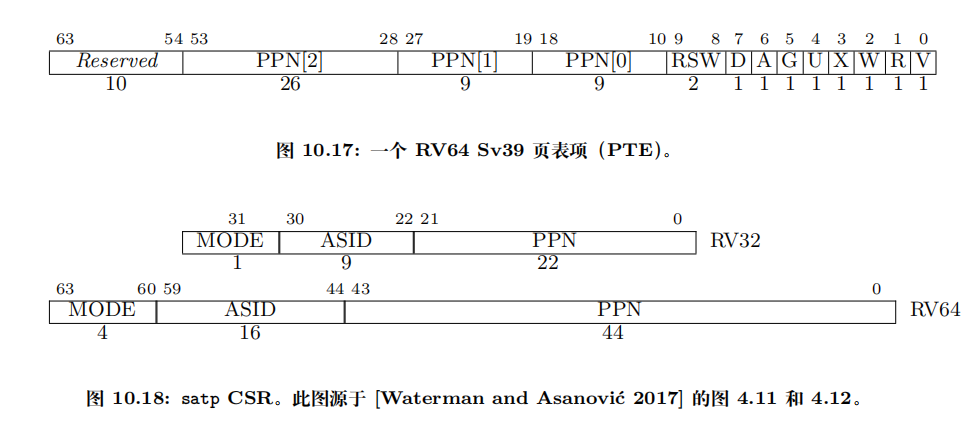 63 54 53 28 27 19 18 10 9 8 7 6 5 4 3 2 1 0
Reserved PPN[2] PPN[1] PPN[0] RSW D A G U X W R V
10 26 9 9 2 1 1 1 1 1 1 1 1
图 10.17: 一个 RV64 Sv39 页表项 (PTE)。
31 30 22 21 0
MODE ASID PPN RV32
1 9 22
63 60 59 44 43 0
MODE ASID PPN RV64
4 16 44
图 10.18: satp CSR。此图源于 [Waterman and Asanović 2017] 的图 4.11 和 4.12。